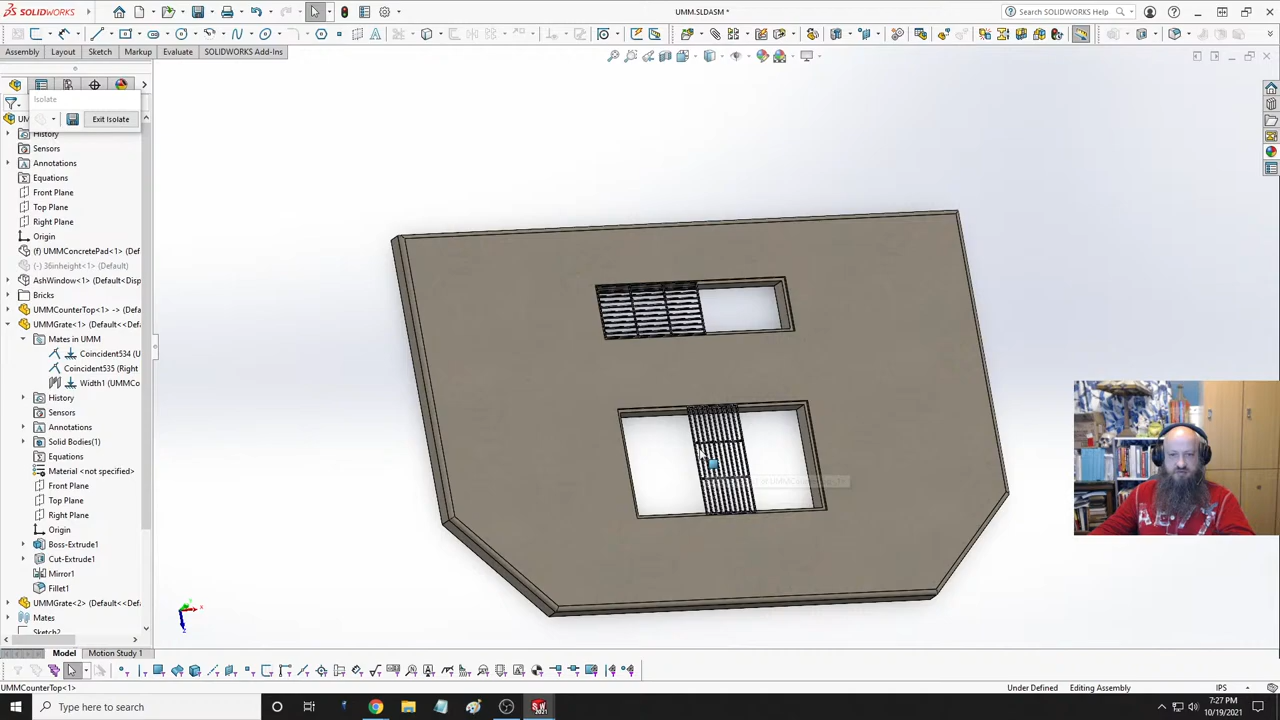 SOLIDWORKS
UMM.SLDASM *
Search SOLIDWORKS Help
Assembly Layout Sketch Markup Evaluate SOLIDWORKS Add-Ins
Isolate
Exit Isolate
UM
History
Sensors
Annotations
Equations
Front Plane
Top Plane
Right Plane
Origin
(f) UMMConcretePad<1> (Def
(-) 36inheight<1> (Default)
AshWindow<1> (Default<Disp
Bricks
UMMCounterTop<1> -> (Def
UMMGrate<1> (Default<<Def
Mates in UMM
Coincident534 (U
Coincident535 (Right
Width1 (UMMCo
History
Sensors
Annotations
Solid Bodies(1)
Equations
Material <not specified>
Front Plane
Top Plane
Right Plane
Origin
Boss-Extrude1
Cut-Extrude1
Mirror1
Fillet1
UMMGrate<2> (Default<<Def
Mates
Sketch2
Model Motion Study 1
UMMCounterTop<1>
Under Defined Editing Assembly IPS
Type here to search
SW
2021
7:27 PM
10/19/2021